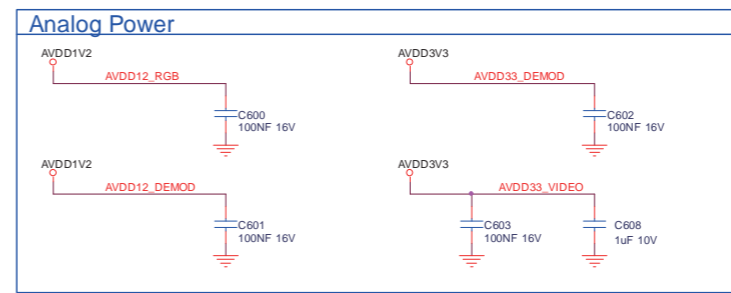 Analog Power
AVDD1V2
AVDD12_RGB
C600
100NF 16V
AVDD3V3
AVDD33_DEMOD
C602
100NF 16V
AVDD1V2
AVDD12_DEMOD
C601
100NF 16V
AVDD3V3
AVDD33_VIDEO
C603
100NF 16V
C608
1uF 10V